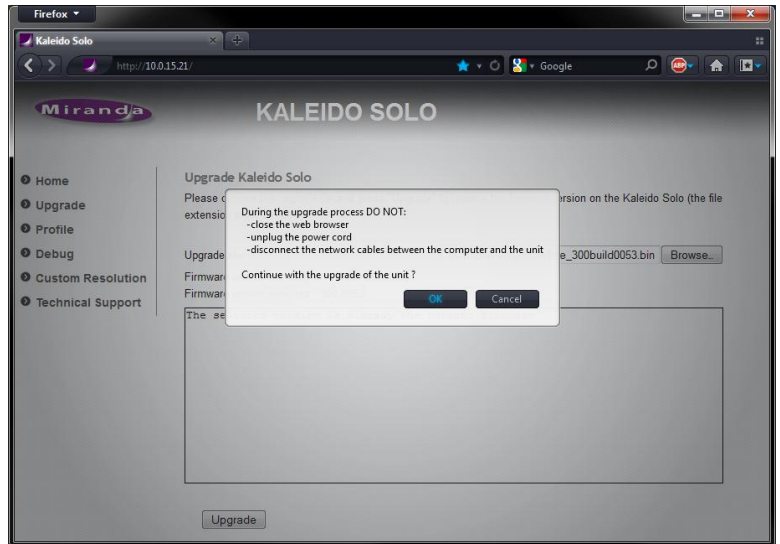 Firefox
Kaleido Solo
http://10.0.15.21/
Google
ABP
Miranda
KALEIDO SOLO
Home
Upgrade
Profile
Debug
Custom Resolution
Technical Support
Upgrade Kaleido Solo
Please
ersion on the Kaleido Solo (the file
extensio
During the upgrade process DO NOT:
-close the web browser
-unplug the power cord
-disconnect the network cables between the computer and the unit
Continue with the upgrade of the unit ?
OK Cancel
Upgrade
e_300build0053.bin Browse...
Firmwar
Firmwar
The se
Upgrade